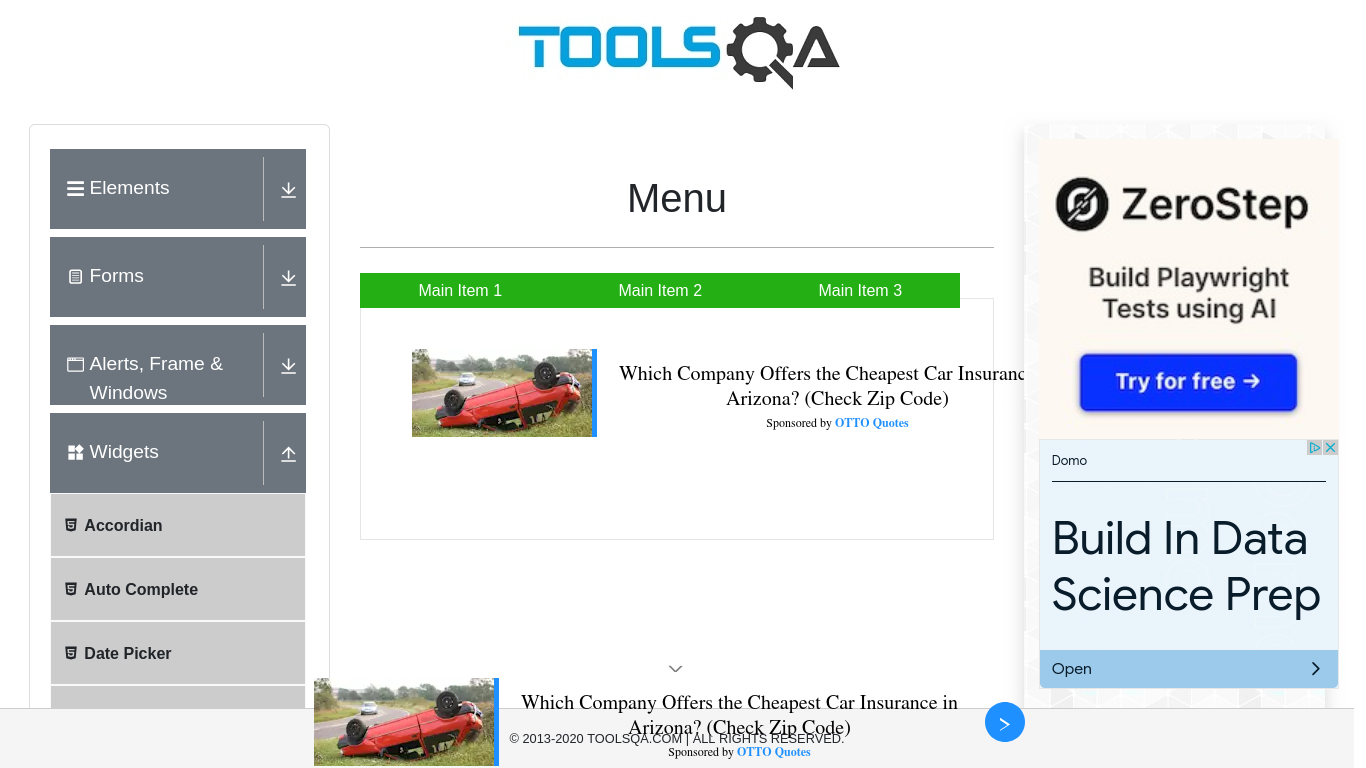 TOOLSQA
Elements
Forms
Alerts, Frame &
Windows
Widgets
Accordian
Auto Complete
Date Picker
Menu
Main Item 1
Main Item 2
Main Item 3
Which Company Offers the Cheapest Car Insuranc
Arizona? (Check Zip Code)
Sponsored by OTTO Quotes
ZeroStep
Build Playwright
Tests using AI
Try for free →
Domo
Build In Data
Science Prep
Open
Which Company Offers the Cheapest Car Insurance in
Arizona? (Check Zip Code)
© 2013-2020 TOOLSQA.COM | ALL RIGHTS RESERVED.
Sponsored by OTTO Quotes